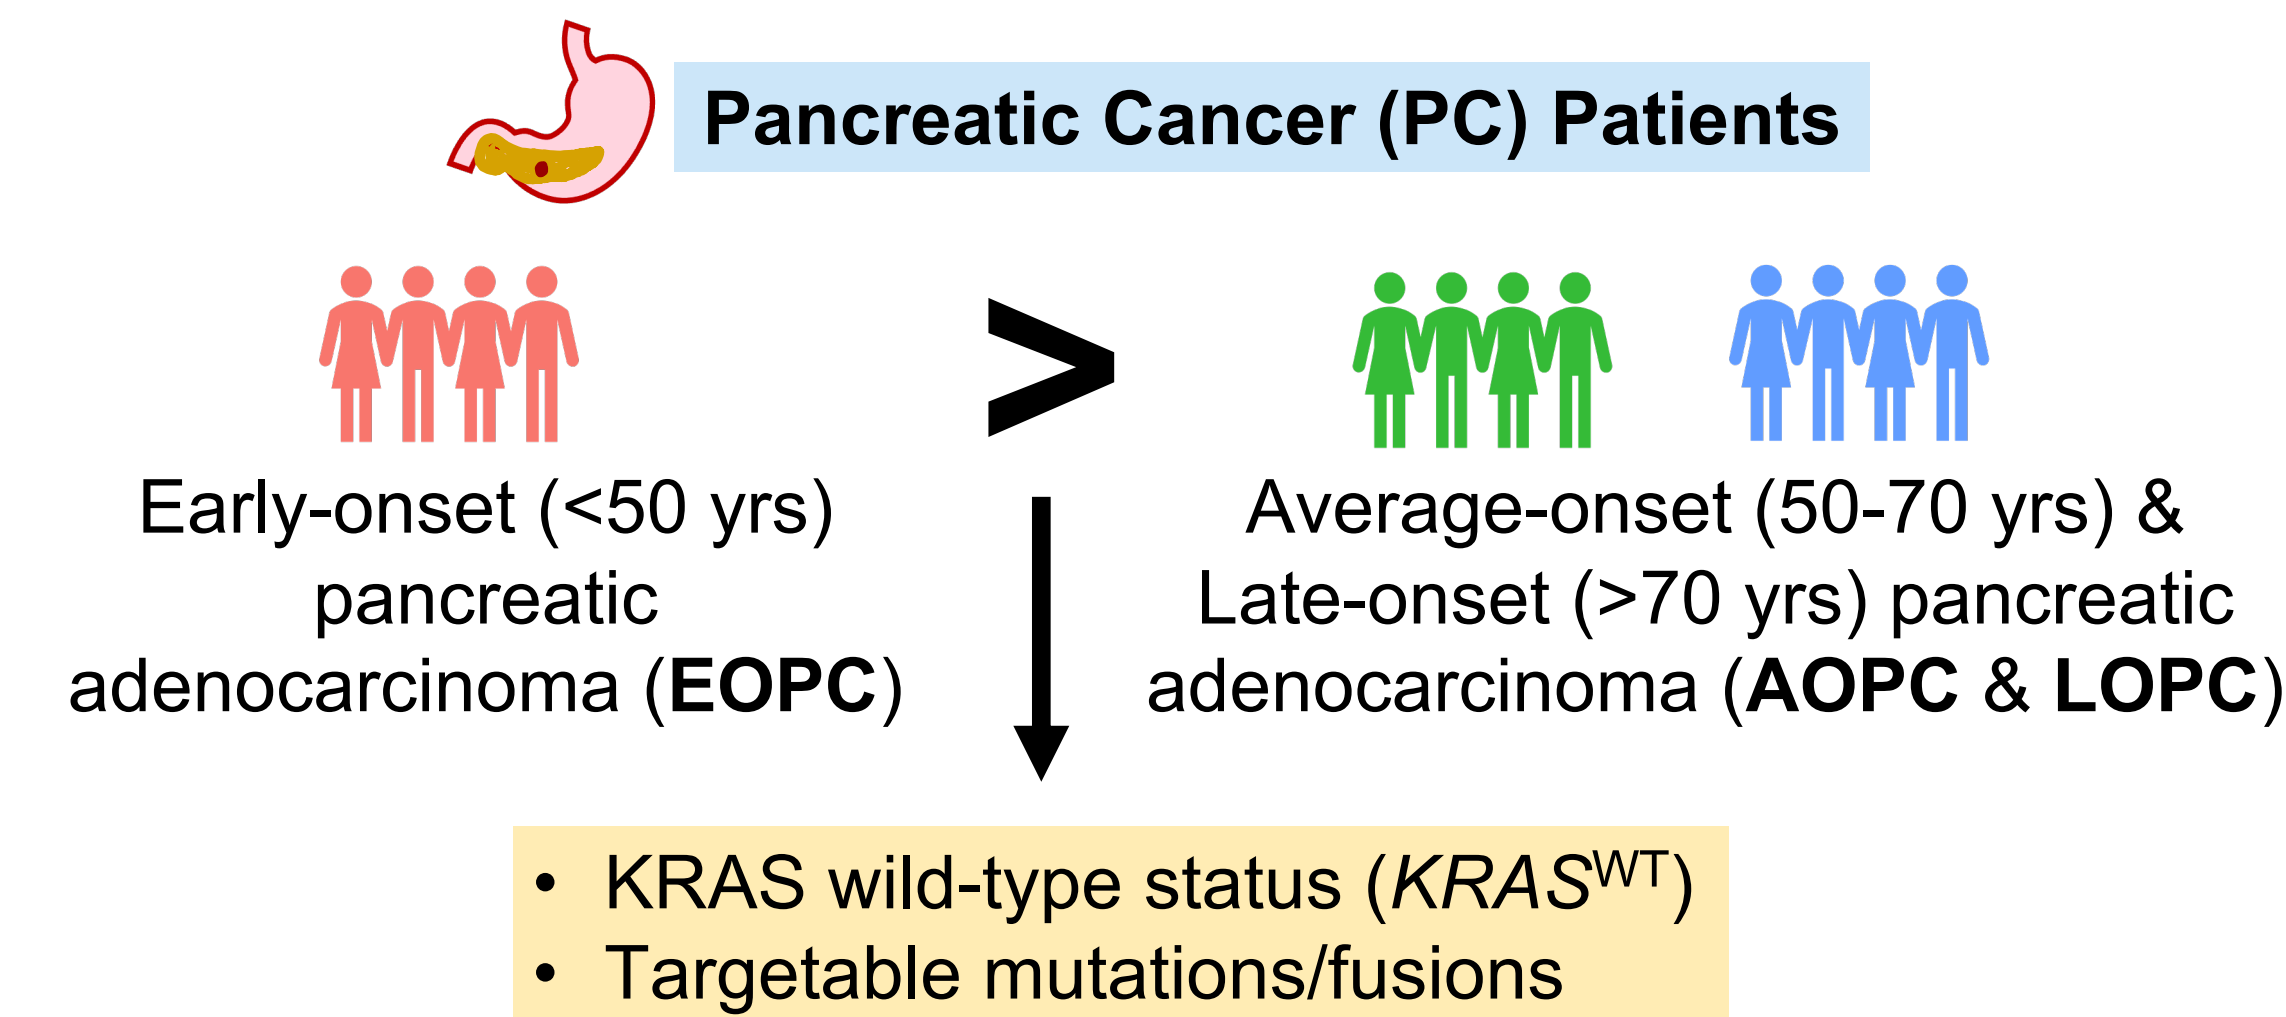 Pancreatic Cancer (PC) Patients
>
Early-onset (<50 yrs)
pancreatic
adenocarcinoma (EOPC)
Average-onset (50-70 yrs) &
Late-onset (>70 yrs) pancreatic
adenocarcinoma (AOPC & LOPC)
• KRAS wild-type status (KRASWT)
• Targetable mutations/fusions